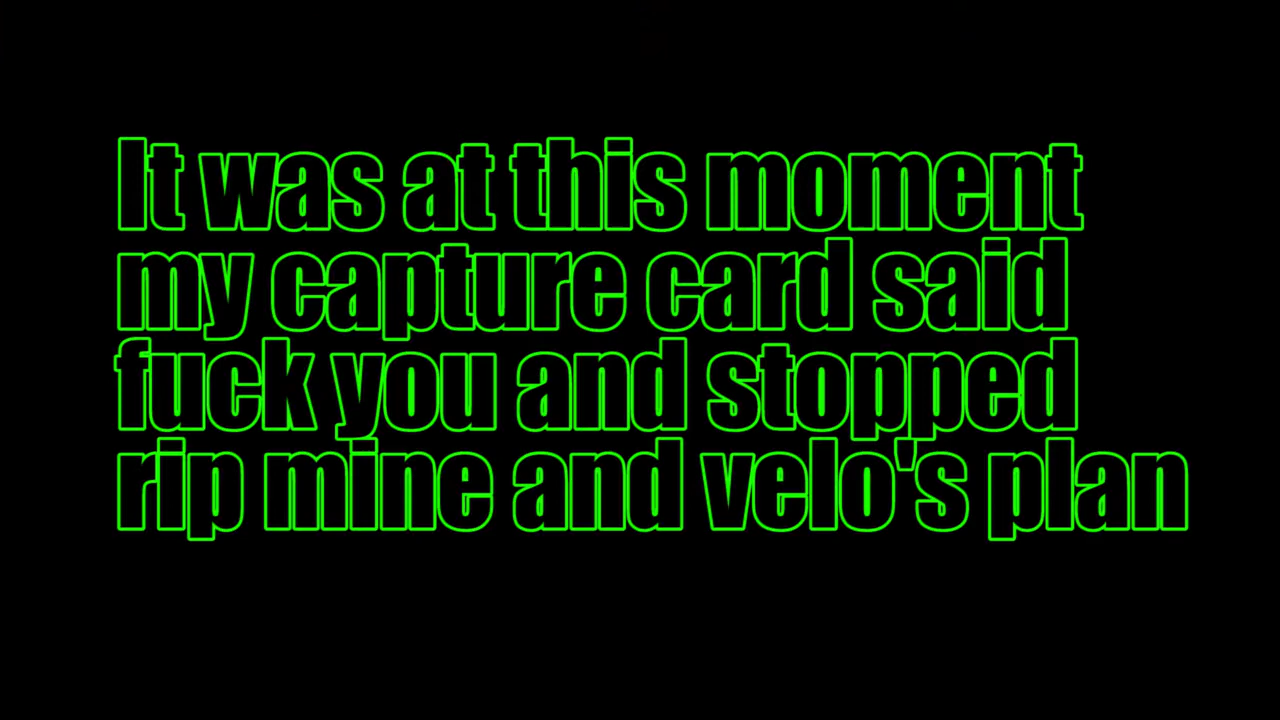 It was at this moment
my capture card said
fuck you and stopped
rip mine and velo's plan